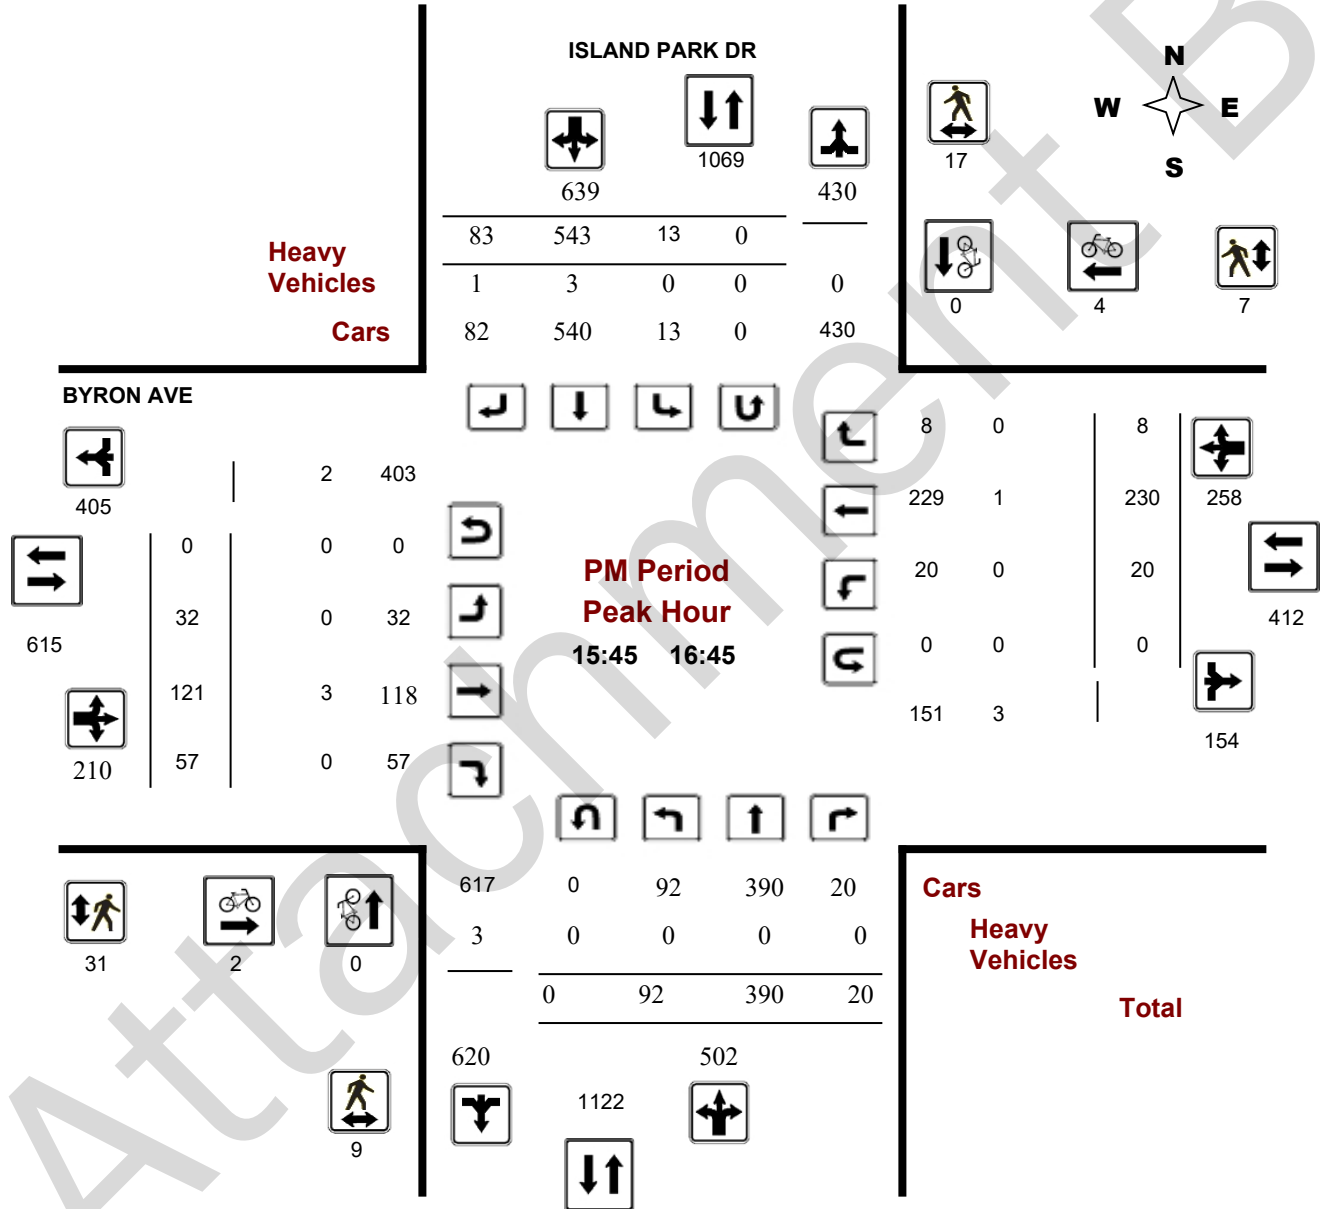 ISLAND PARK DR
N
W E
S
1069
17
639 430
83 543 13 0
Heavy
Vehicles
1 3 0 0 0
0 4 7
Cars
82 540 13 0 430
BYRON AVE
8 0 8
2 403
405
229 1 230 258
0 0 0
PM Period
20 0 20
Peak Hour
32 0 32
412
615
15:45 16:45
0 0 0
121 3 118
151 3
154
210 57 0 57
617 0 92 390 20
Cars
3 0 0 0 0
Heavy
Vehicles
31 2 0
0 92 390 20
Total
620 502
1122
9
Attachment B